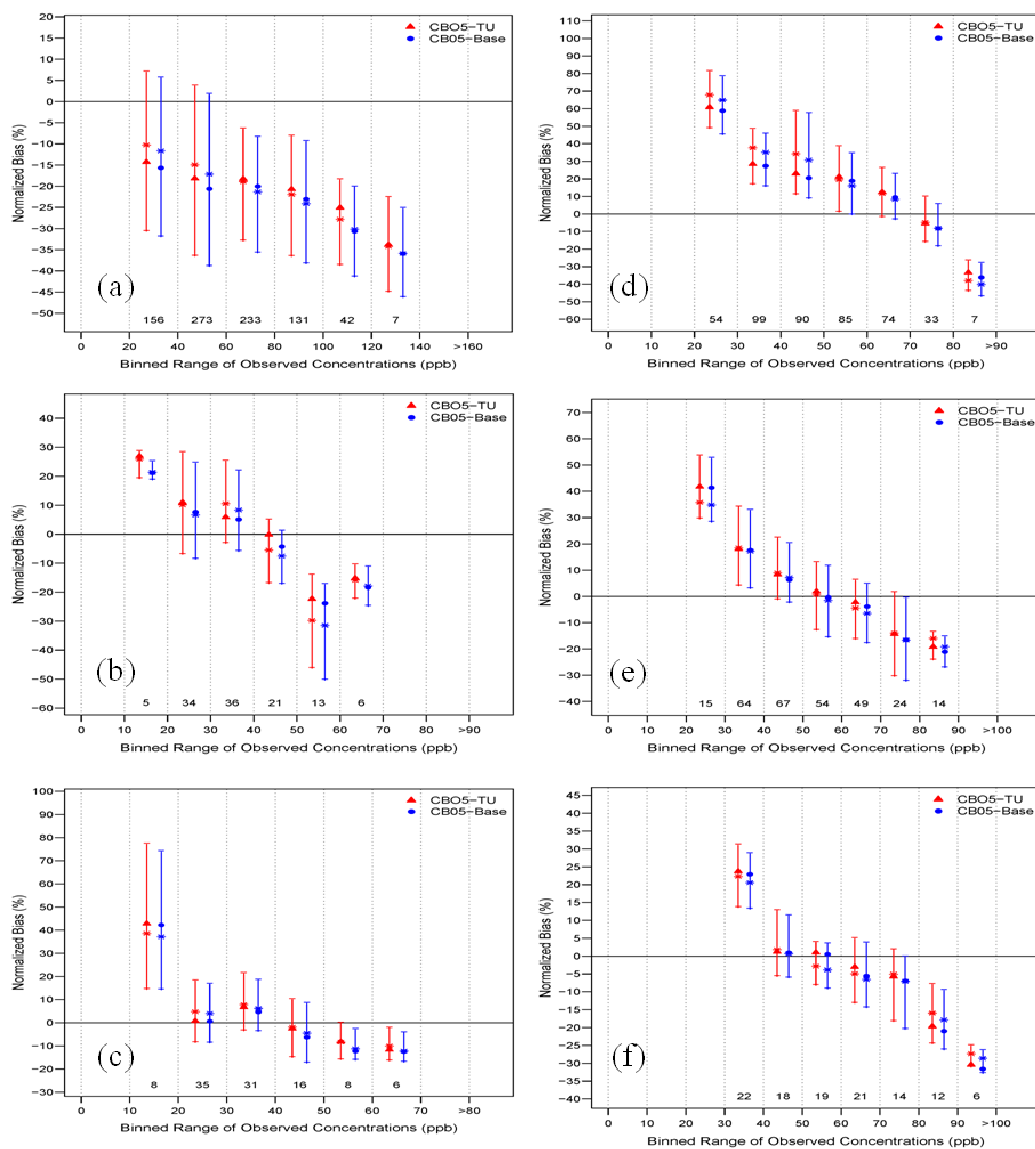 CBO5-TU
CB05-Base
20
15
10
5
0
-5
-10
-15
-20
-25
-30
-35
-40
-45
-50
Normalized Bias (%)
(a)
156 273 233 131 42 7
0 20 40 60 80 100 120 140 >160
Binned Range of Observed Concentrations (ppb)
CBO5-TU
CB05-Base
110
100
90
80
70
60
50
40
30
20
10
0
-10
-20
-30
-40
-50
-60
Normalized Bias (%)
(d)
54 99 90 85 74 33 7
0 10 20 30 40 50 60 70 80 >90
Binned Range of Observed Concentrations (ppb)
CBO5-TU
CB05-Base
40
30
20
10
0
-10
-20
-30
-40
-50
-60
Normalized Bias (%)
(b)
5 34 36 21 13 6
0 10 20 30 40 50 60 70 80 >90
Binned Range of Observed Concentrations (ppb)
CBO5-TU
CB05-Base
70
60
50
40
30
20
10
0
-10
-20
-30
-40
Normalized Bias (%)
(e)
15 64 67 54 49 24 14
0 10 20 30 40 50 60 70 80 90 >100
Binned Range of Observed Concentrations (ppb)
CBO5-TU
CB05-Base
100
90
80
70
60
50
40
30
20
10
0
-10
-20
-30
Normalized Bias (%)
(c)
8 35 31 16 8 6
0 10 20 30 40 50 60 70 >80
Binned Range of Observed Concentrations (ppb)
CBO5-TU
CB05-Base
45
40
35
30
25
20
15
10
5
0
-5
-10
-15
-20
-25
-30
-35
-40
Normalized Bias (%)
(f)
22 18 19 21 14 12 6
0 10 20 30 40 50 60 70 80 90 >100
Binned Range of Observed Concentrations (ppb)